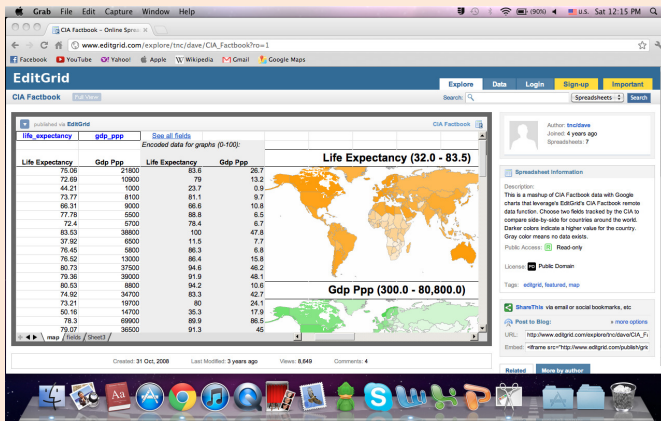 Grab File Edit Capture Window Help
(90%) U.S. Sat 12:15 PM
CIA Factbook – Online Sprea
www.editgrid.com/explore/tnc/dave/CIA_Factbook?ro=1
Facebook YouTube Yahoo! Apple Wikipedia Gmail Google Maps
EditGrid
Explore Data Login Sign-up Important
CIA Factbook Full View
Search: Spreadsheets Search
published via EditGrid CIA Factbook
life_expectancy gdp_ppp See all fields
Encoded data for graphs (0-100):
Life Expectancy (32.0 - 83.5)
Life Expectancy Gdp Ppp Life Expectancy Gdp Ppp
75.06 21800 83.6 26.7
72.69 10900 79 13.2
44.21 1000 23.7 0.9
73.77 8100 81.1 9.7
66.31 9000 66.6 10.8
77.78 5500 88.8 6.5
72.4 5700 78.4 6.7
83.53 38800 100 47.8
37.92 6500 11.5 7.7
76.45 5800 86.3 6.8
76.52 13000 86.4 15.8
80.73 37500 94.6 46.2
79.36 39000 91.9 48.1
80.53 8800 94.2 10.6
74.92 34700 83.3 42.7
73.21 19700 80 24.1
50.16 14700 35.3 17.9
78.3 69900 89.9 86.5
79.07 36500 91.3 45
Gdp Ppp (300.0 - 80,800.0)
map fields Sheet3
Created: 31 Oct, 2008 Last Modified: 3 years ago Views: 8,649 Comments: 4
Author: tnc/dave
Joined: 4 years ago
Spreadsheets: 7
Spreadsheet Information
Description:
This is a mashup of CIA Factbook data with Google
charts that leverage's EditGrid's CIA Factbook remote
data function. Choose two fields tracked by the CIA to
compare side-by-side for countries around the world.
Darker colors indicate a higher value for the country.
Gray color means no data exists.
Public Access: R Read-only
License: PD Public Domain
Tags: editgrid, featured, map
ShareThis via email or social bookmarks, etc
Post to Blog: + more options
URL: http://www.editgrid.com/explore/tnc/dave/CIA_F
Embed: <iframe src="http://www.editgrid.com/publish/gri
Related More by author
Aa